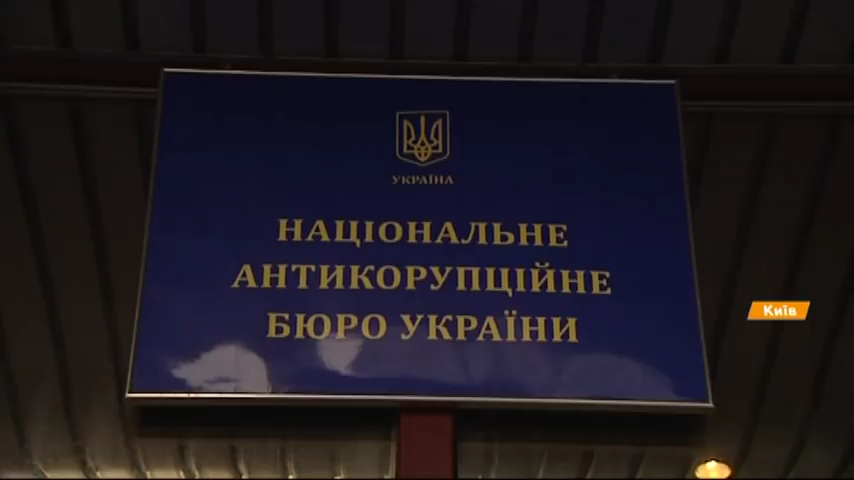 УКРАЇНА
НАЦІОНАЛЬНЕ
АНТИКОРУПЦІЙНЕ
БЮРО УКРАЇНИ
Київ